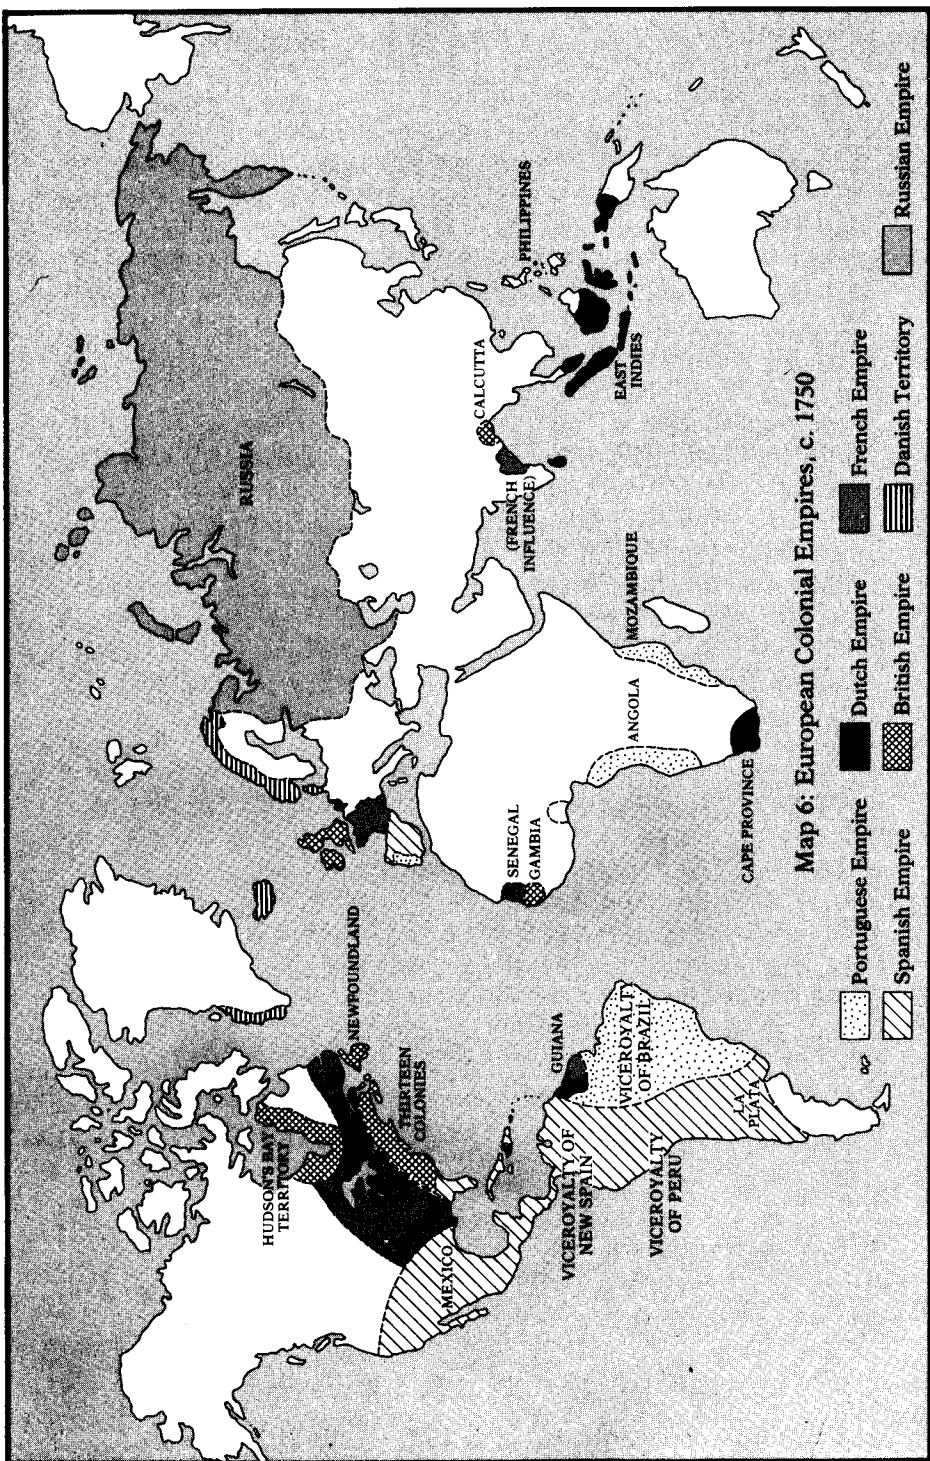 RUSSIA
HUDSON'S BAY
TERRITORY
NEWFOUNDLAND
THIRTEEN
COLONIES
MEXICO
CALCUTTA
(FRENCH
INFLUENCE)
PHILIPPINES
SENEGAL
GAMBIA
GUIANA
VICEROYALTY OF
NEW SPAIN
VICEROYALTY
OF BRAZIL
VICEROYALTY
OF PERU
LA
PLATA
ANGOLA
MOZAMBIQUE
EAST
INDIES
CAPE PROVINCE
Map 6: European Colonial Empires, c. 1750
Portuguese Empire
Dutch Empire
French Empire
Spanish Empire
British Empire
Danish Territory
Russian Empire